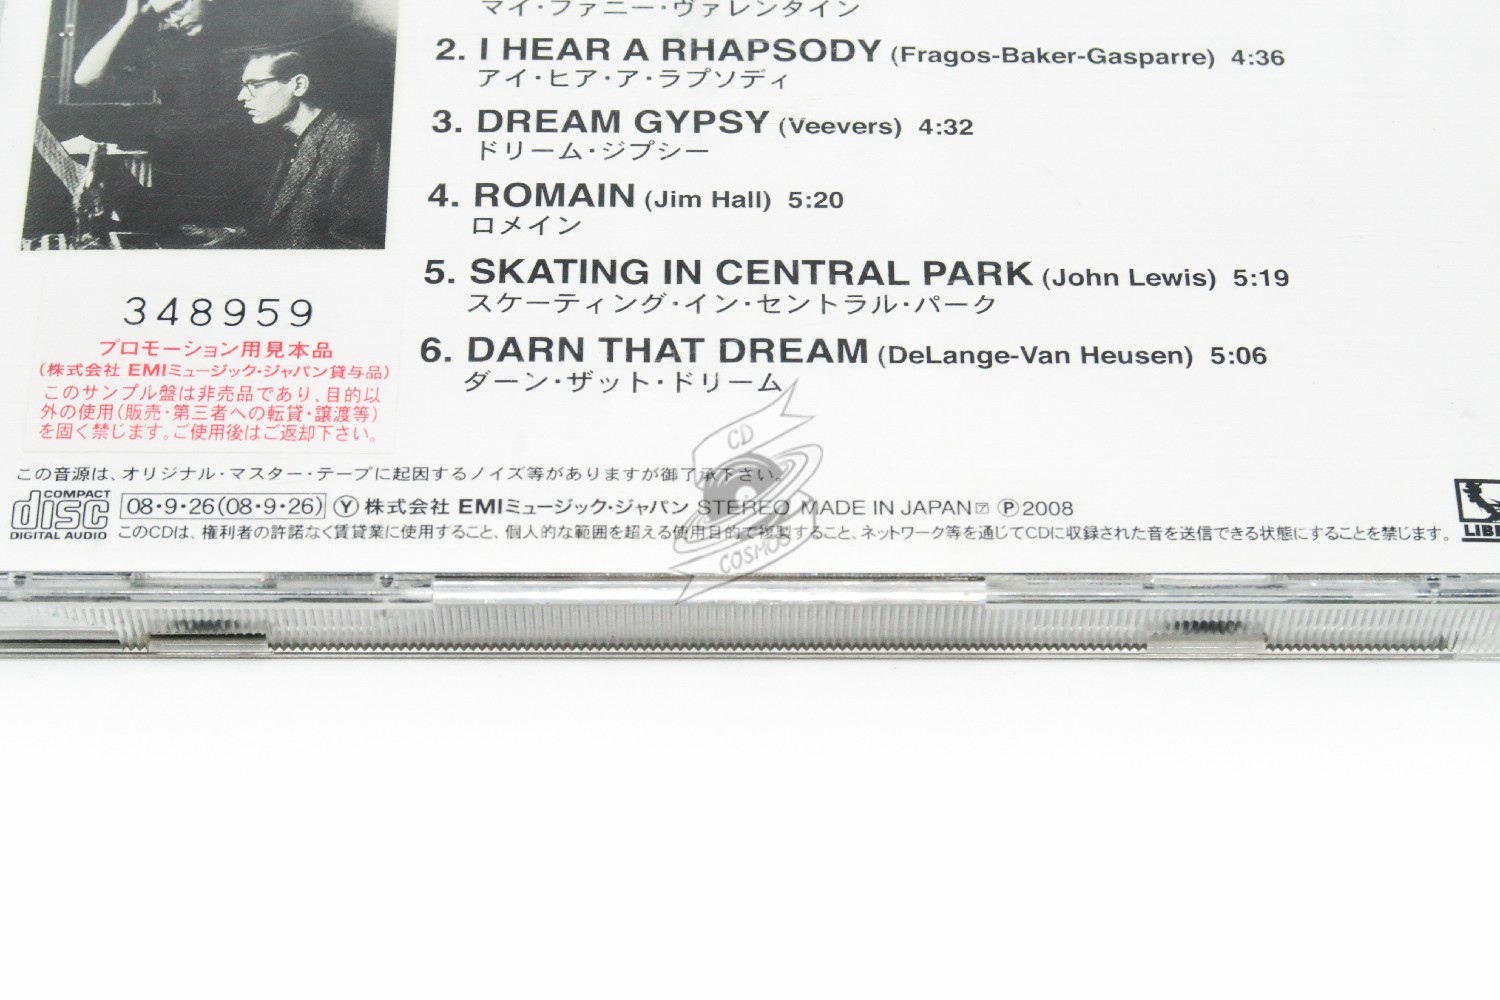 マイ・ファニー・ヴァレンタイン
2. I HEAR A RHAPSODY (Fragos-Baker-Gasparre) 4:36
アイ・ヒア・ア・ラプソディ
3. DREAM GYPSY (Veevers) 4:32
ドリーム・ジプシー
4. ROMAIN (Jim Hall) 5:20
ロメイン
5. SKATING IN CENTRAL PARK (John Lewis) 5:19
スケーティング・イン・セントラル・パーク
6. DARN THAT DREAM (DeLange-Van Heusen) 5:06
ダーン・ザット・ドリーム
348959
プロモーション用見本品
(株式会社 EMIミュージック・ジャパン貸与品)
このサンプル盤は非売品であり、目的以
外の使用(販売・第三者への転貸・譲渡等)
を固く禁じます。ご使用後はご返却下さい。
この音源は、オリジナル・マスター・テープに起因するノイズ等がありますが御了承下さい。
COMPACT disc DIGITAL AUDIO
08・9・26(08・9・26) Ⓨ 株式会社 EMIミュージック・ジャパン STEREO MADE IN JAPAN Ⓟ2008
このCDは、権利者の許諾なく賃貸業に使用すること、個人的な範囲を超える使用目的で複製すること、ネットワーク等を通じてCDに収録された音を送信できる状態にすることを禁じます。
CD
COSMOS